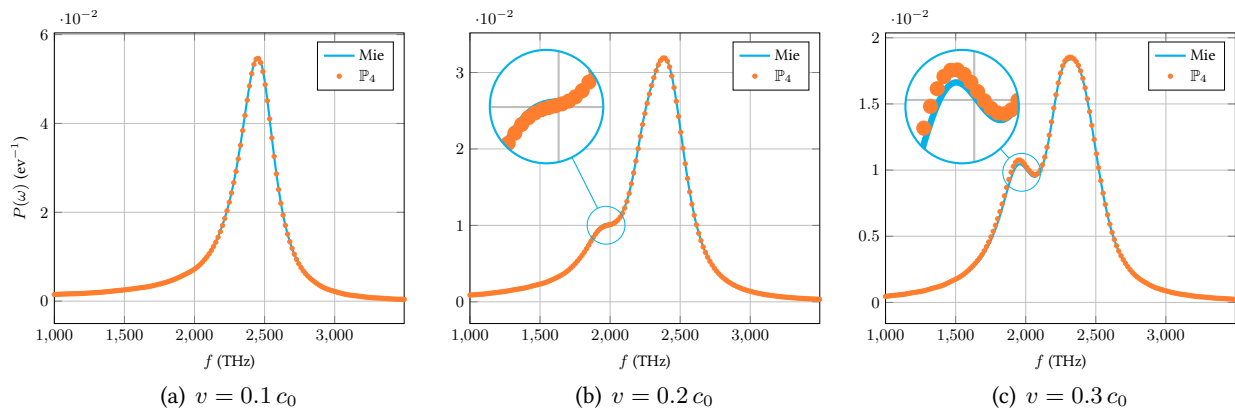 ·10⁻²
6
4
2
0
P(ω) (ev⁻¹)
1,000 1,500 2,000 2,500 3,000
f (THz)
Mie
ℙ₄
(a) v = 0.1 c₀
·10⁻²
3
2
1
0
1,000 1,500 2,000 2,500 3,000
f (THz)
Mie
ℙ₄
(b) v = 0.2 c₀
·10⁻²
2
1.5
1
0.5
0
1,000 1,500 2,000 2,500 3,000
f (THz)
Mie
ℙ₄
(c) v = 0.3 c₀